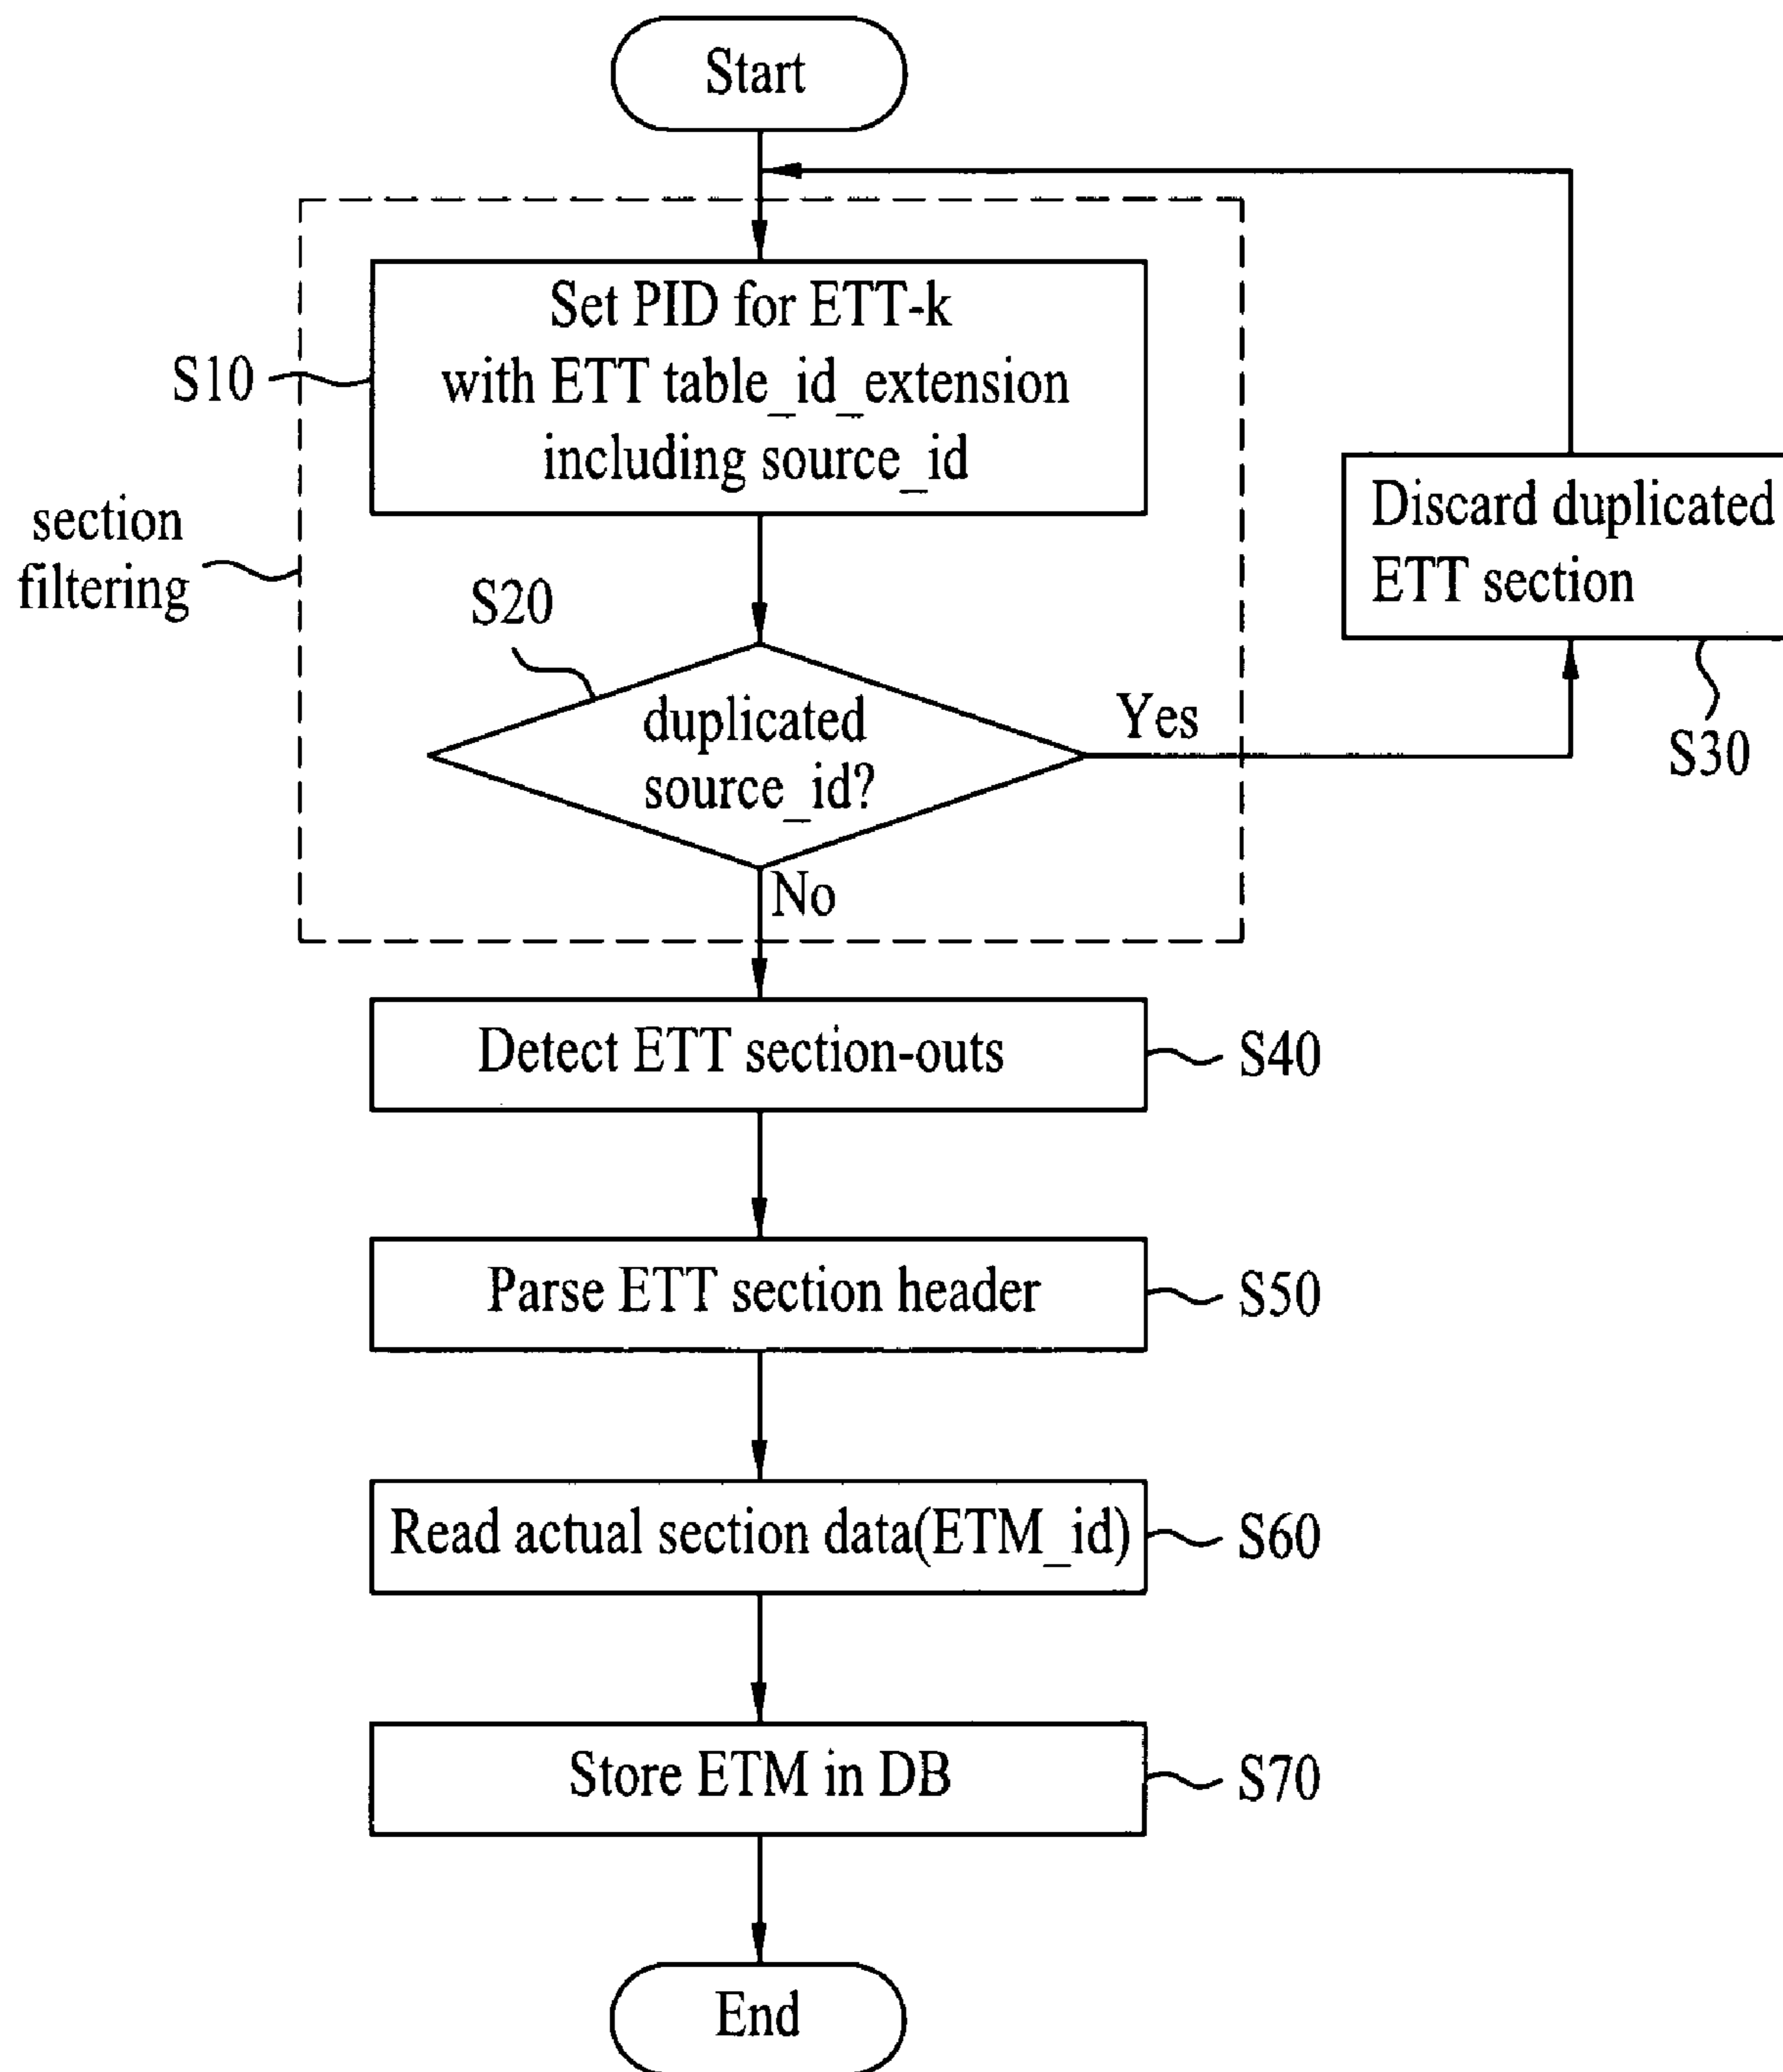 Start
Set PID for ETT-k
with ETT table_id_extension
including source_id
S10
section
filtering
S20
duplicated
source_id?
Yes
No
Discard duplicated
ETT section
S30
Detect ETT section-outs
S40
Parse ETT section header
S50
Read actual section data(ETM_id)
S60
Store ETM in DB
S70
End